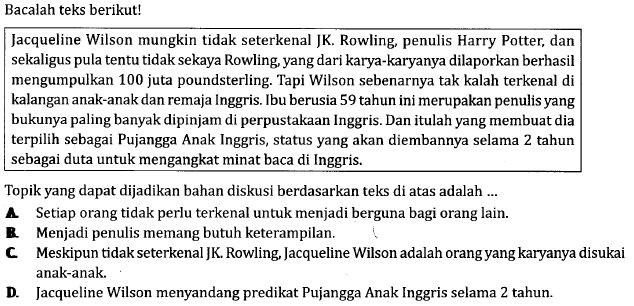 Bacalah teks berikut!
Jacqueline Wilson mungkin tidak seterkenal JK. Rowling, penulis Harry Potter, dan
sekaligus pula tentu tidak sekaya Rowling, yang dari karya-karyanya dilaporkan berhasil
mengumpulkan 100 juta poundsterling. Tapi Wilson sebenarnya tak kalah terkenal di
kalangan anak-anak dan remaja Inggris. Ibu berusia 59 tahun ini merupakan penulis yang
bukunya paling banyak dipinjam di perpustakaan Inggris. Dan itulah yang membuat dia
terpilih sebagai Pujangga Anak Inggris, status yang akan diembannya selama 2 tahun
sebagai duta untuk mengangkat minat baca di Inggris.
Topik yang dapat dijadikan bahan diskusi berdasarkan teks di atas adalah ...
A. Setiap orang tidak perlu terkenal untuk menjadi berguna bagi orang lain.
B. Menjadi penulis memang butuh keterampilan.
C. Meskipun tidak seterkenal JK. Rowling, Jacqueline Wilson adalah orang yang karyanya disukai
anak-anak.
D. Jacqueline Wilson menyandang predikat Pujangga Anak Inggris selama 2 tahun.